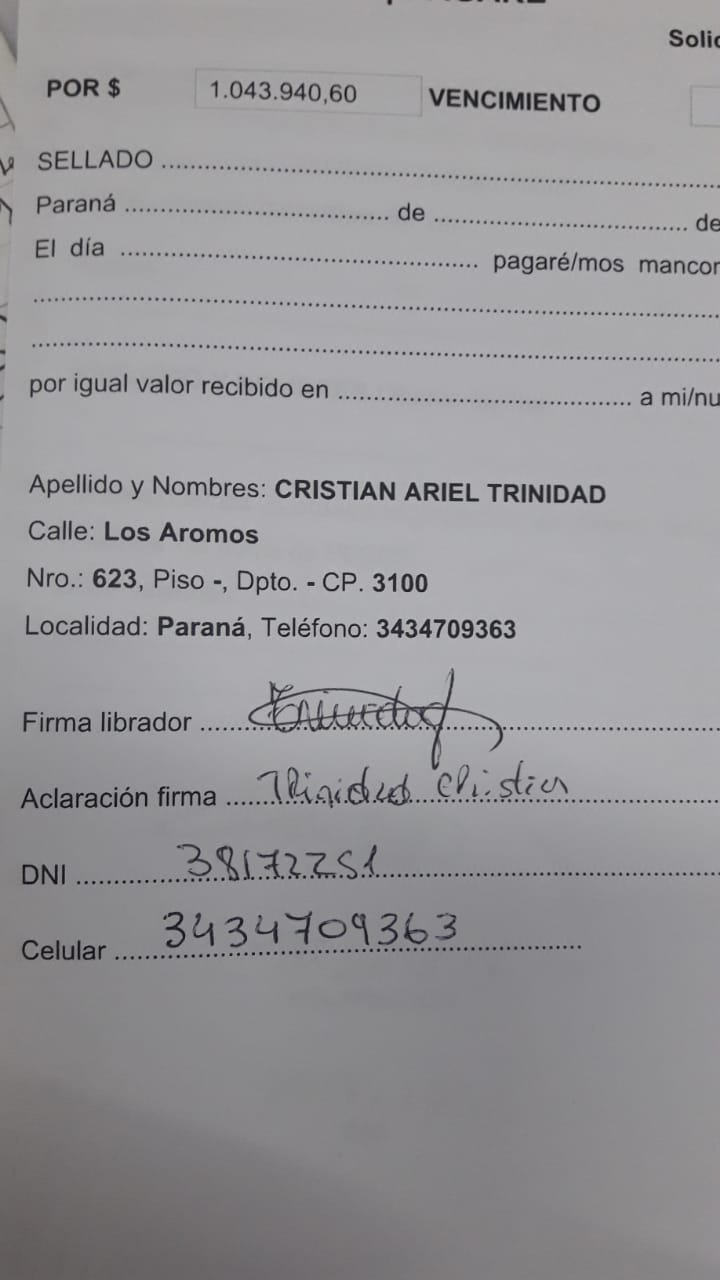 Solic
POR $ 1.043.940,60 VENCIMIENTO
SELLADO ........................................................................
Paraná .................................... de .................................. de
El día ................................................ pagaré/mos mancor
................................................................................
................................................................................
por igual valor recibido en ....................................... a mi/nu
Apellido y Nombres: CRISTIAN ARIEL TRINIDAD
Calle: Los Aromos
Nro.: 623, Piso -, Dpto. - CP. 3100
Localidad: Paraná, Teléfono: 3434709363
Firma librador ........................................
Aclaración firma Trinidad Cristian
DNI 38172251
Celular 3434709363